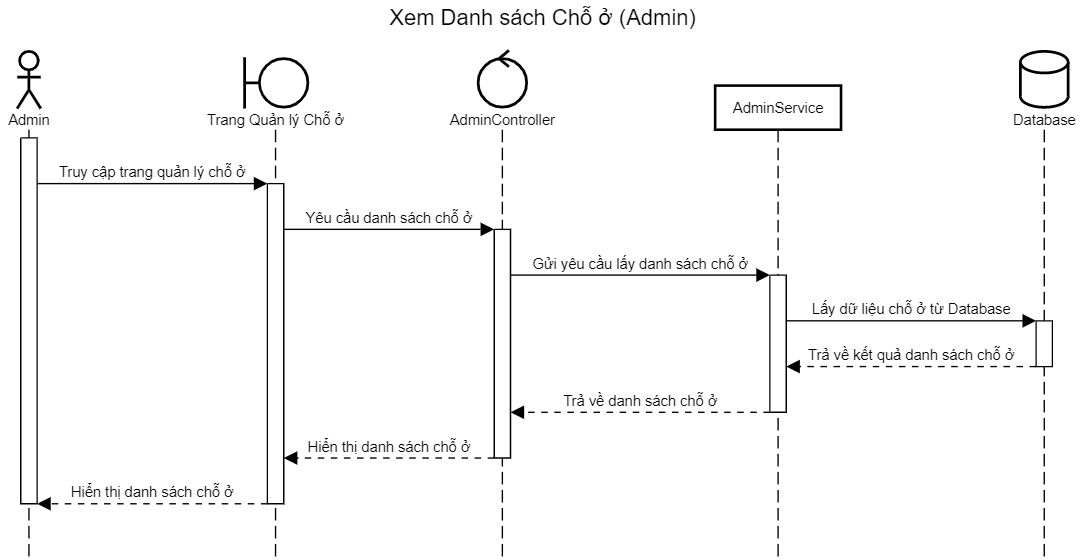 Xem Danh sách Chỗ ở (Admin)
Admin
Trang Quản lý Chỗ ở
AdminController
AdminService
Database
Truy cập trang quản lý chỗ ở
Yêu cầu danh sách chỗ ở
Gửi yêu cầu lấy danh sách chỗ ở
Lấy dữ liệu chỗ ở từ Database
Trả về kết quả danh sách chỗ ở
Trả về danh sách chỗ ở
Hiển thị danh sách chỗ ở
Hiển thị danh sách chỗ ở